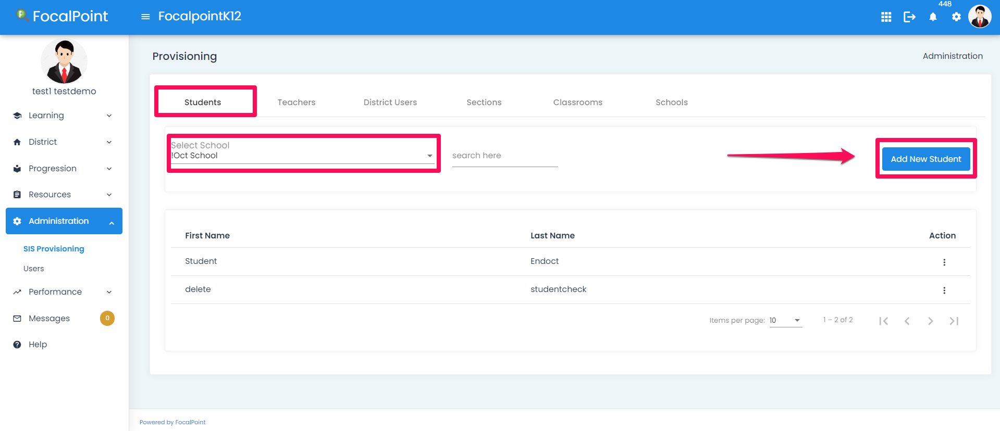 FocalPoint
FocalpointK12
448
test1 testdemo
Learning
District
Progression
Resources
Administration
SIS Provisioning
Users
Performance
Messages
0
Help
Provisioning
Administration
Students
Teachers
District Users
Sections
Classrooms
Schools
Select School
!Oct School
search here
Add New Student
First Name Last Name Action
Student Endoct
delete studentcheck
Items per page: 10 1 – 2 of 2
Powered by FocalPoint